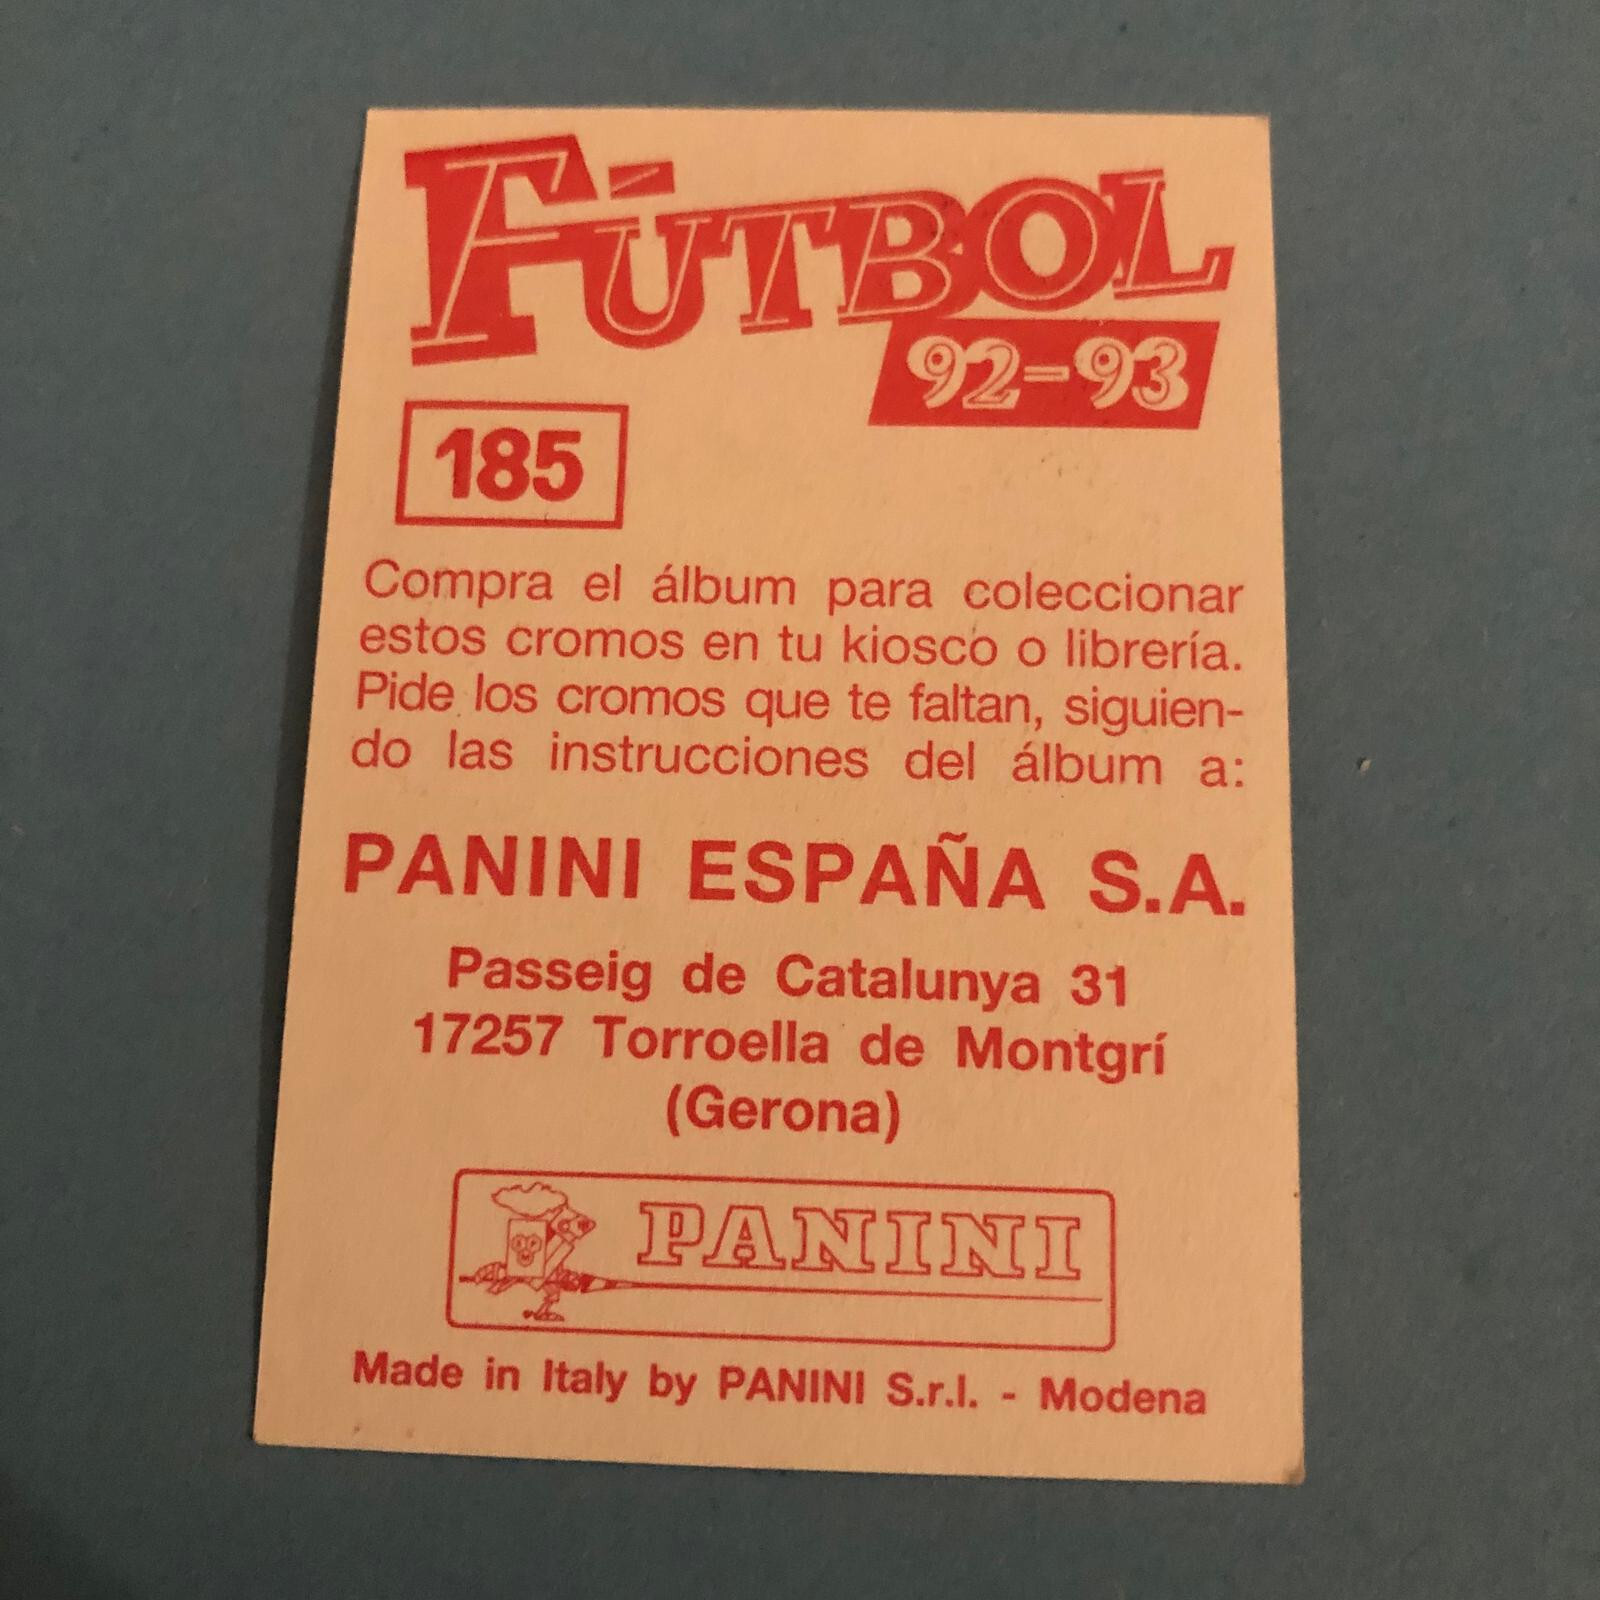 FÚTBOL
92-93
185
Compra el álbum para coleccionar
estos cromos en tu kiosco o librería.
Pide los cromos que te faltan, siguien-
do las instrucciones del álbum a:
PANINI ESPAÑA S.A.
Passeig de Catalunya 31
17257 Torroella de Montgrí
(Gerona)
PANINI
Made in Italy by PANINI S.r.l. - Modena